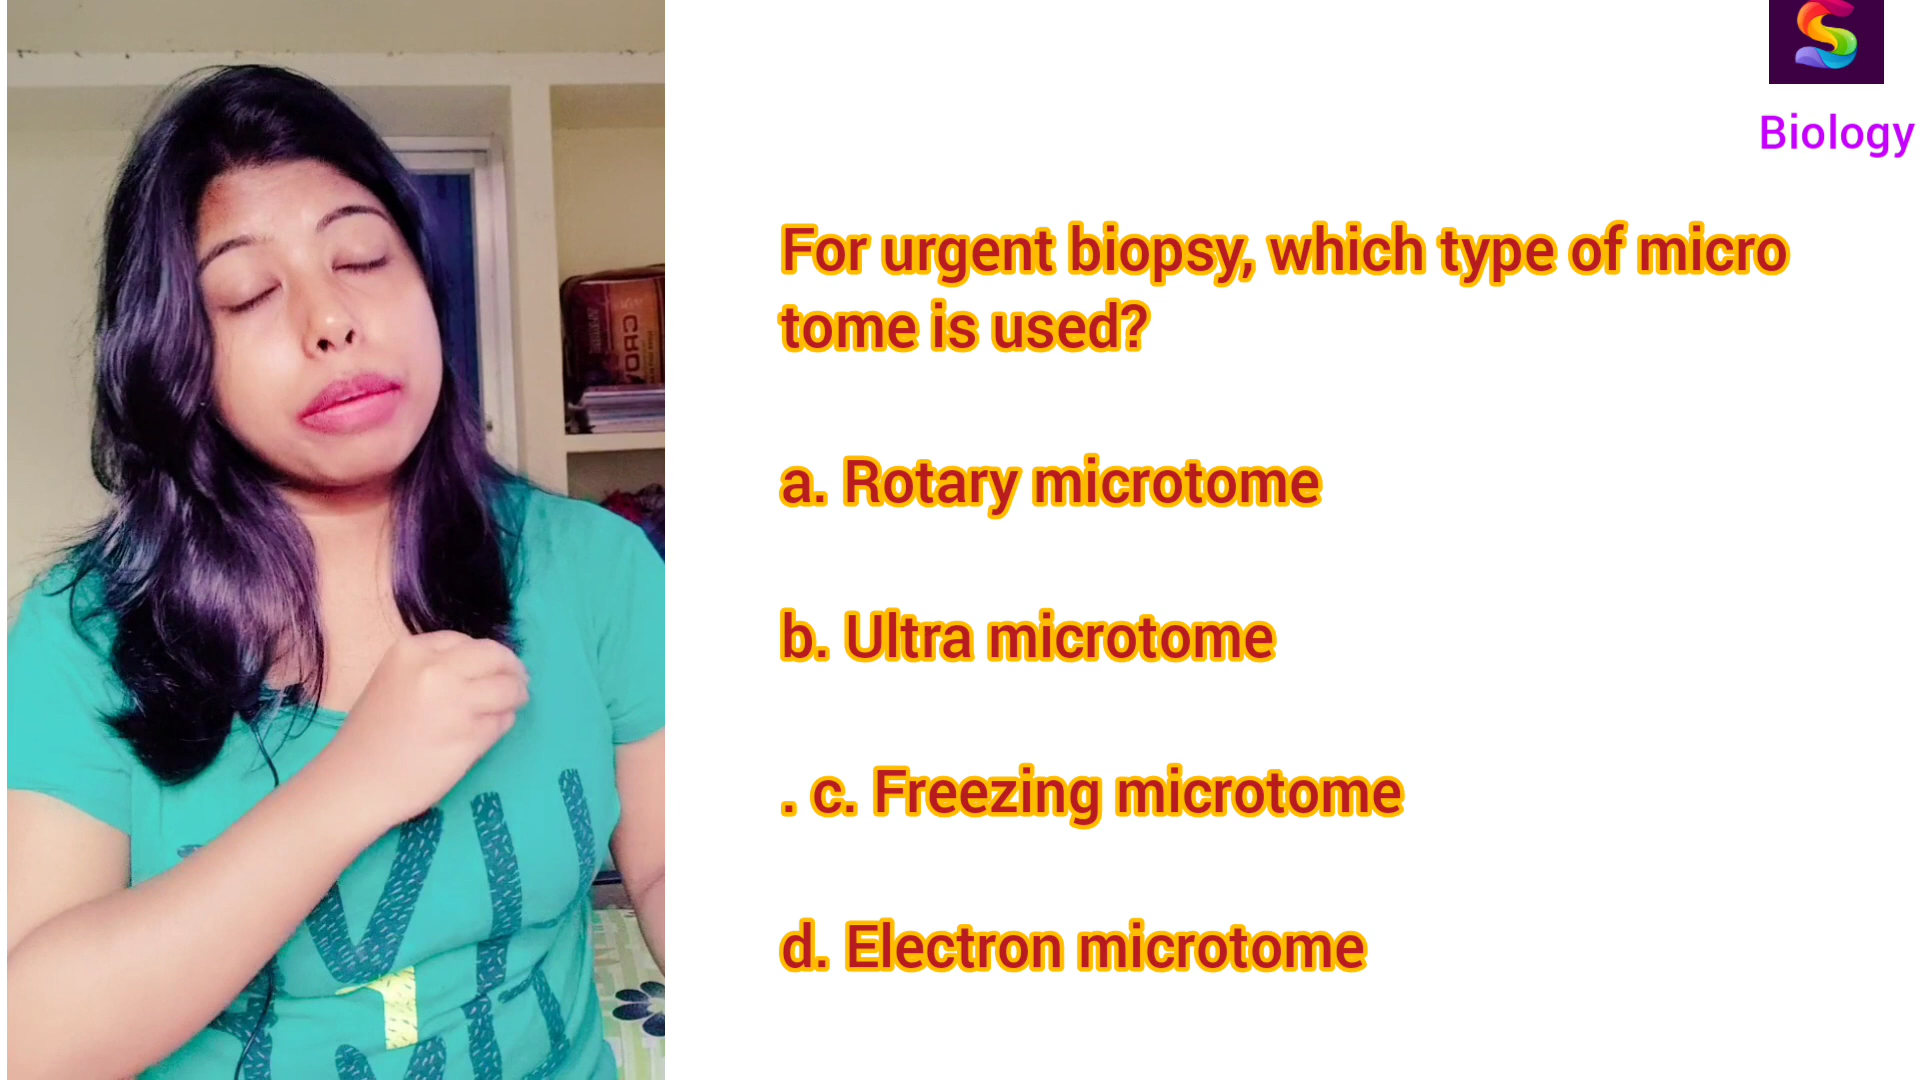 Biology
For urgent biopsy, which type of micro
tome is used?
a. Rotary microtome
b. Ultra microtome
. c. Freezing microtome
d. Electron microtome